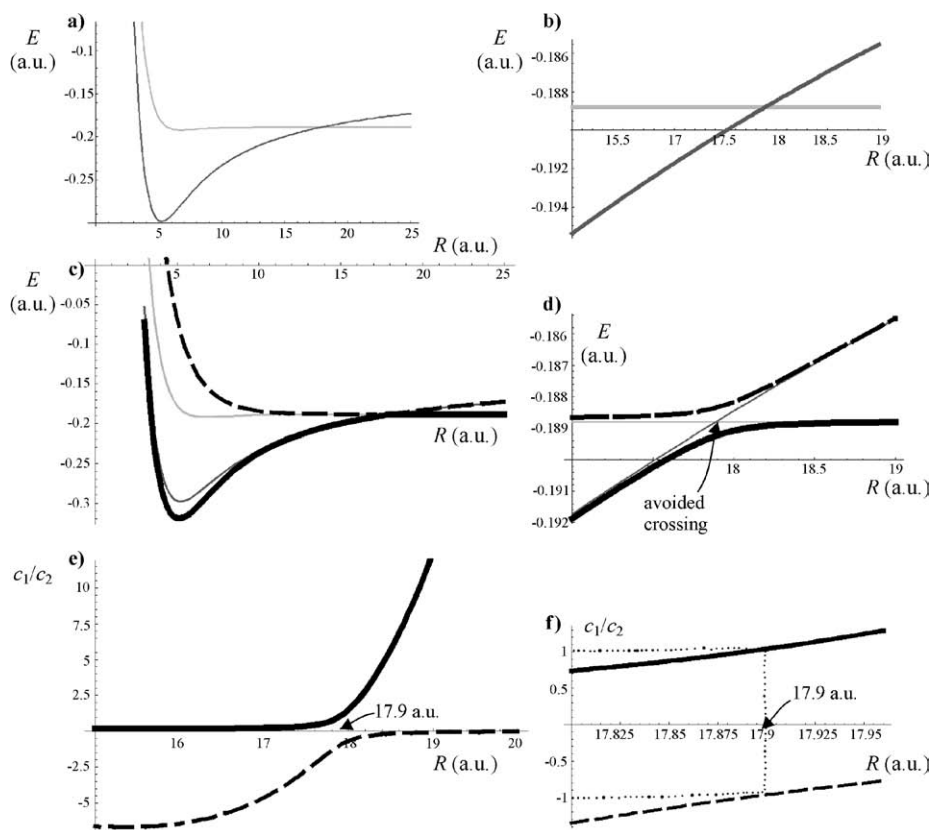 a)
E
(a.u.)
-0.1
-0.2
-0.25
5 10 15 20 25
R (a.u.)
b)
E
(a.u.)
-0.186
-0.188
15.5 17 17.5 18 18.5 19
R (a.u.)
-0.192
-0.194
c)
E
(a.u.)
5 10 15 20 25
-0.05
-0.1
-0.15
-0.2
R (a.u.)
-0.25
-0.3
d)
E
(a.u.)
-0.186
-0.187
-0.188
-0.189
18 18.5 19
R (a.u.)
-0.191
-0.192
avoided
crossing
e)
c1/c2
10
7.5
5
2.5
17.9 a.u.
16 17 18 19 20
R (a.u.)
-2.5
-5
f)
c1/c2
1
0.5
17.9 a.u.
17.825 17.85 17.875 17.9 17.925 17.95
R (a.u.)
-0.5
-1